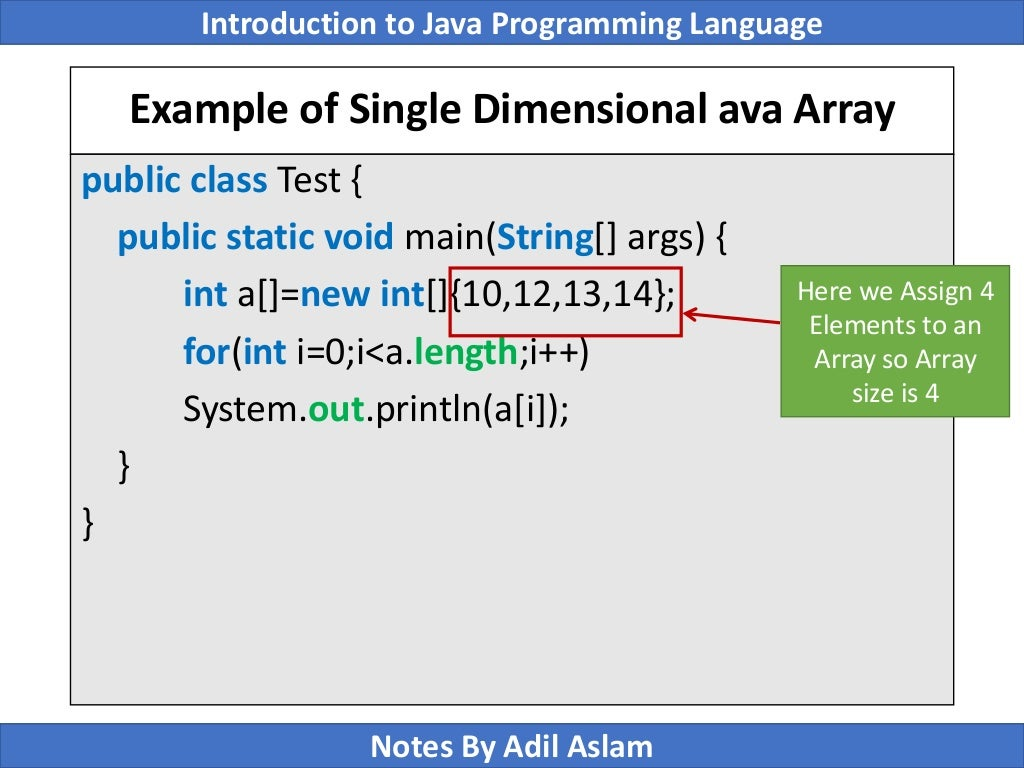 Introduction to Java Programming Language
Example of Single Dimensional ava Array
public class Test {
public static void main(String[] args) {
int a[]=new int[]{10,12,13,14};
for(int i=0;i<a.length;i++)
System.out.println(a[i]);
}
}
Here we Assign 4
Elements to an
Array so Array
size is 4
Notes By Adil Aslam